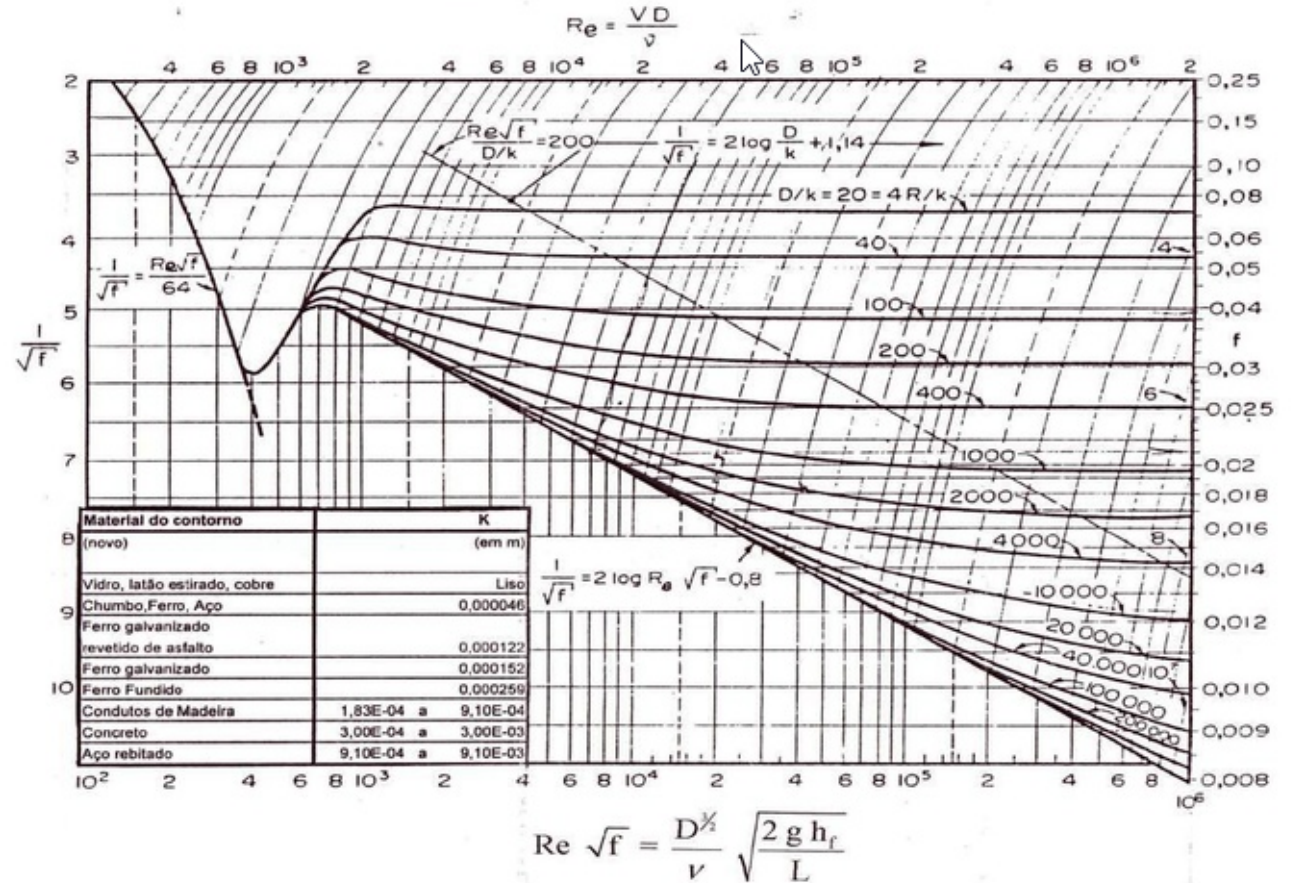 Re = VD/ν
4 6 8 10³ 2 4 6 8 10⁴ 2 4 6 8 10⁵ 2 4 6 8 10⁶ 2
2 3 4 5 6 7 8 9 10
1/√f
0,25
0,15
0,10
0,08
0,06
0,05
0,04
f
0,03
0,025
0,02
0,018
0,016
0,014
0,012
0,010
0,009
0,008
Re√f / D/k = 200
1/√f = 2 log D/k + 1,14
D/k = 20 = 4 R/k
40
4
100
200
400
6
1000
2000
8
4000
10 000
20 000
40.000
10
100 000
200 000
1/√f = Re√f/64
1/√f = 2 log Re √f - 0,8
Material do contorno K
(novo) (em m)
Vidro, latão estirado, cobre Liso
Chumbo,Ferro, Aço 0,000046
Ferro galvanizado
revetido de asfalto 0,000122
Ferro galvanizado 0,000152
Ferro Fundido 0,000259
Condutos de Madeira 1,83E-04 a 9,10E-04
Concreto 3,00E-04 a 3,00E-03
Aço rebitado 9,10E-04 a 9,10E-03
10² 2 4 6 8 10³ 2 4 6 8 10⁴ 2 4 6 8 10⁵ 2 4 6 8 10⁶
Re √f = D^3/2 / ν √(2 g h_f / L)